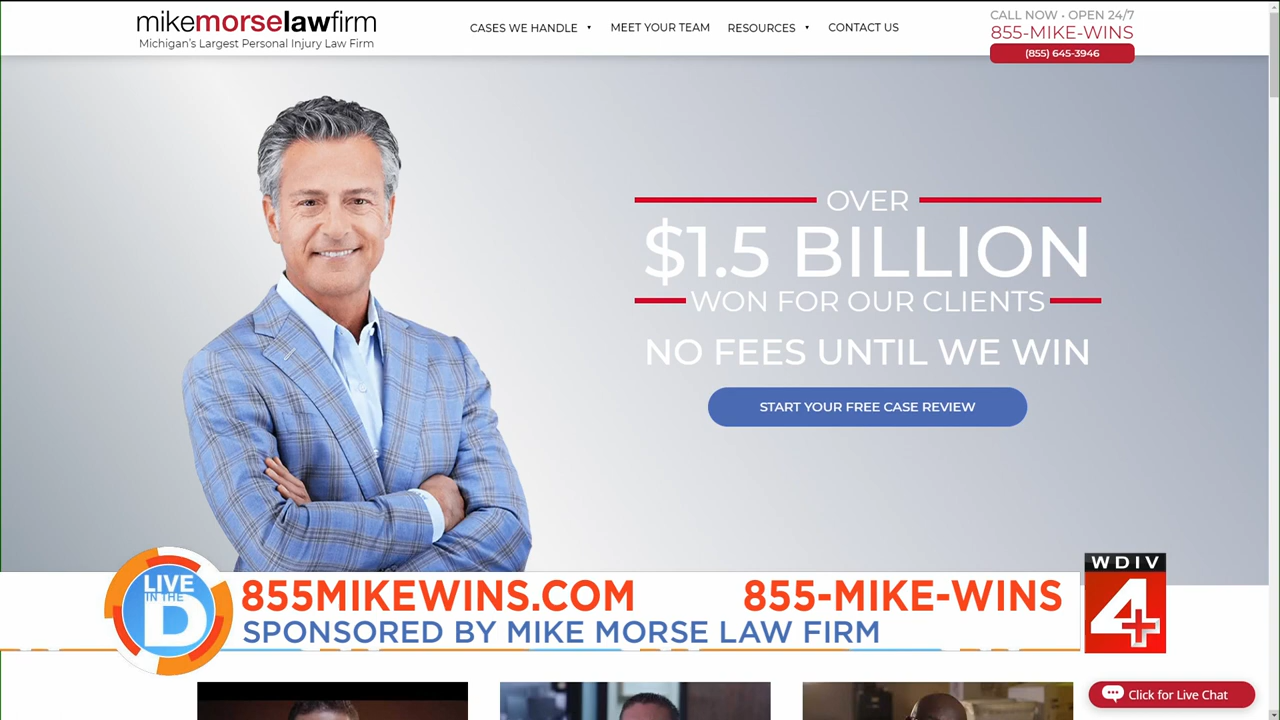 mikemorselawfirm
Michigan's Largest Personal Injury Law Firm
CASES WE HANDLE
MEET YOUR TEAM
RESOURCES
CONTACT US
CALL NOW • OPEN 24/7
855-MIKE-WINS
(855) 645-3946
OVER
$1.5 BILLION
WON FOR OUR CLIENTS
NO FEES UNTIL WE WIN
START YOUR FREE CASE REVIEW
LIVE
IN THE
D
855MIKEWINS.COM
855-MIKE-WINS
SPONSORED BY MIKE MORSE LAW FIRM
WDIV
4+
Click for Live Chat